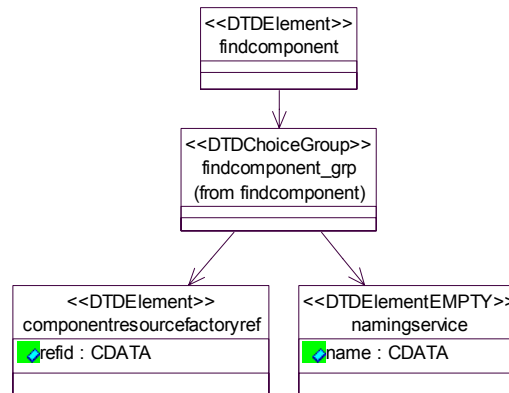 <<DTDElement>>
findcomponent
<<DTDChoiceGroup>>
findcomponent_grp
(from findcomponent)
<<DTDElement>>
componentresourcefactoryref
refid : CDATA
<<DTDElementEMPTY>>
namingservice
name : CDATA